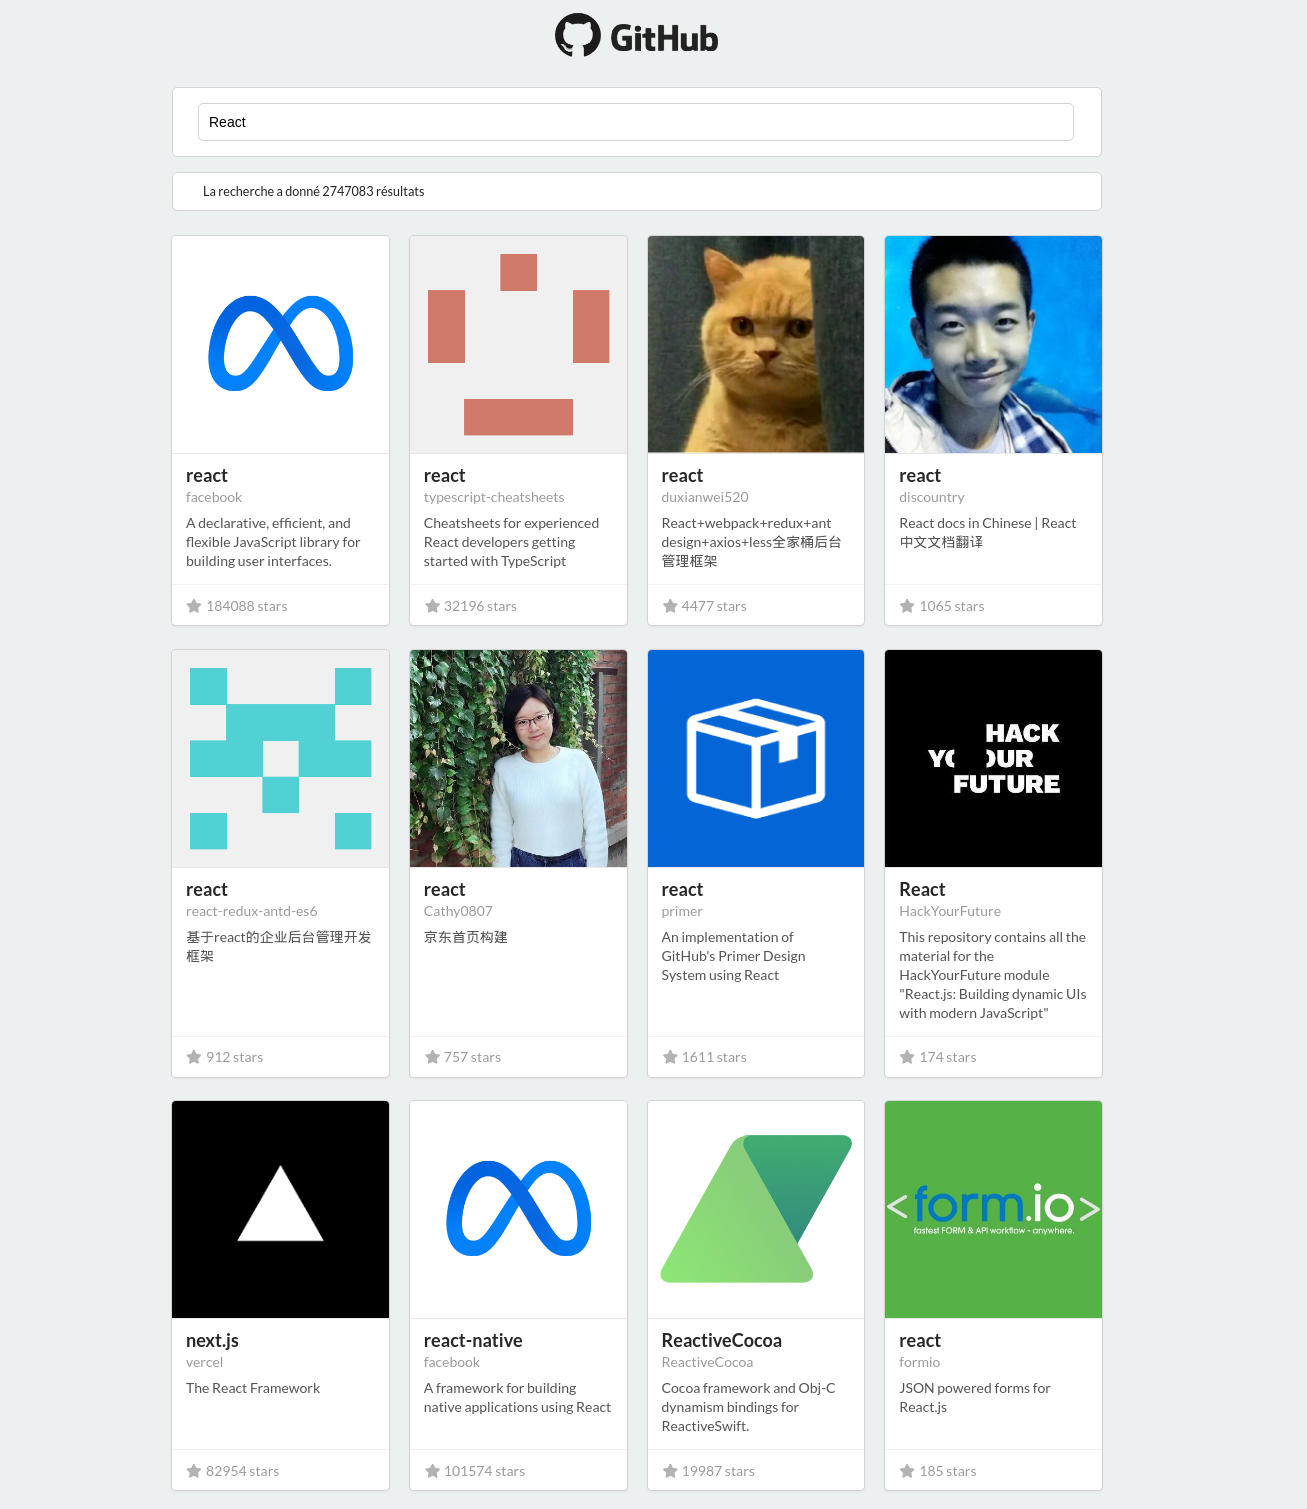 GitHub
React
La recherche a donné 2747083 résultats
react
facebook
A declarative, efficient, and
flexible JavaScript library for
building user interfaces.
184088 stars
react
typescript-cheatsheets
Cheatsheets for experienced
React developers getting
started with TypeScript
32196 stars
react
duxianwei520
React+webpack+redux+ant
design+axios+less全家桶后台
管理框架
4477 stars
react
discountry
React docs in Chinese | React
中文文档翻译
1065 stars
react
react-redux-antd-es6
基于react的企业后台管理开发
框架
912 stars
react
Cathy0807
京东首页构建
757 stars
react
primer
An implementation of
GitHub's Primer Design
System using React
1611 stars
HACK
YOUR
FUTURE
React
HackYourFuture
This repository contains all the
material for the
HackYourFuture module
"React.js: Building dynamic UIs
with modern JavaScript"
174 stars
next.js
vercel
The React Framework
82954 stars
react-native
facebook
A framework for building
native applications using React
101574 stars
ReactiveCocoa
ReactiveCocoa
Cocoa framework and Obj-C
dynamism bindings for
ReactiveSwift.
19987 stars
<form.io>
fastest FORM & API workflow - anywhere.
react
formio
JSON powered forms for
React.js
185 stars